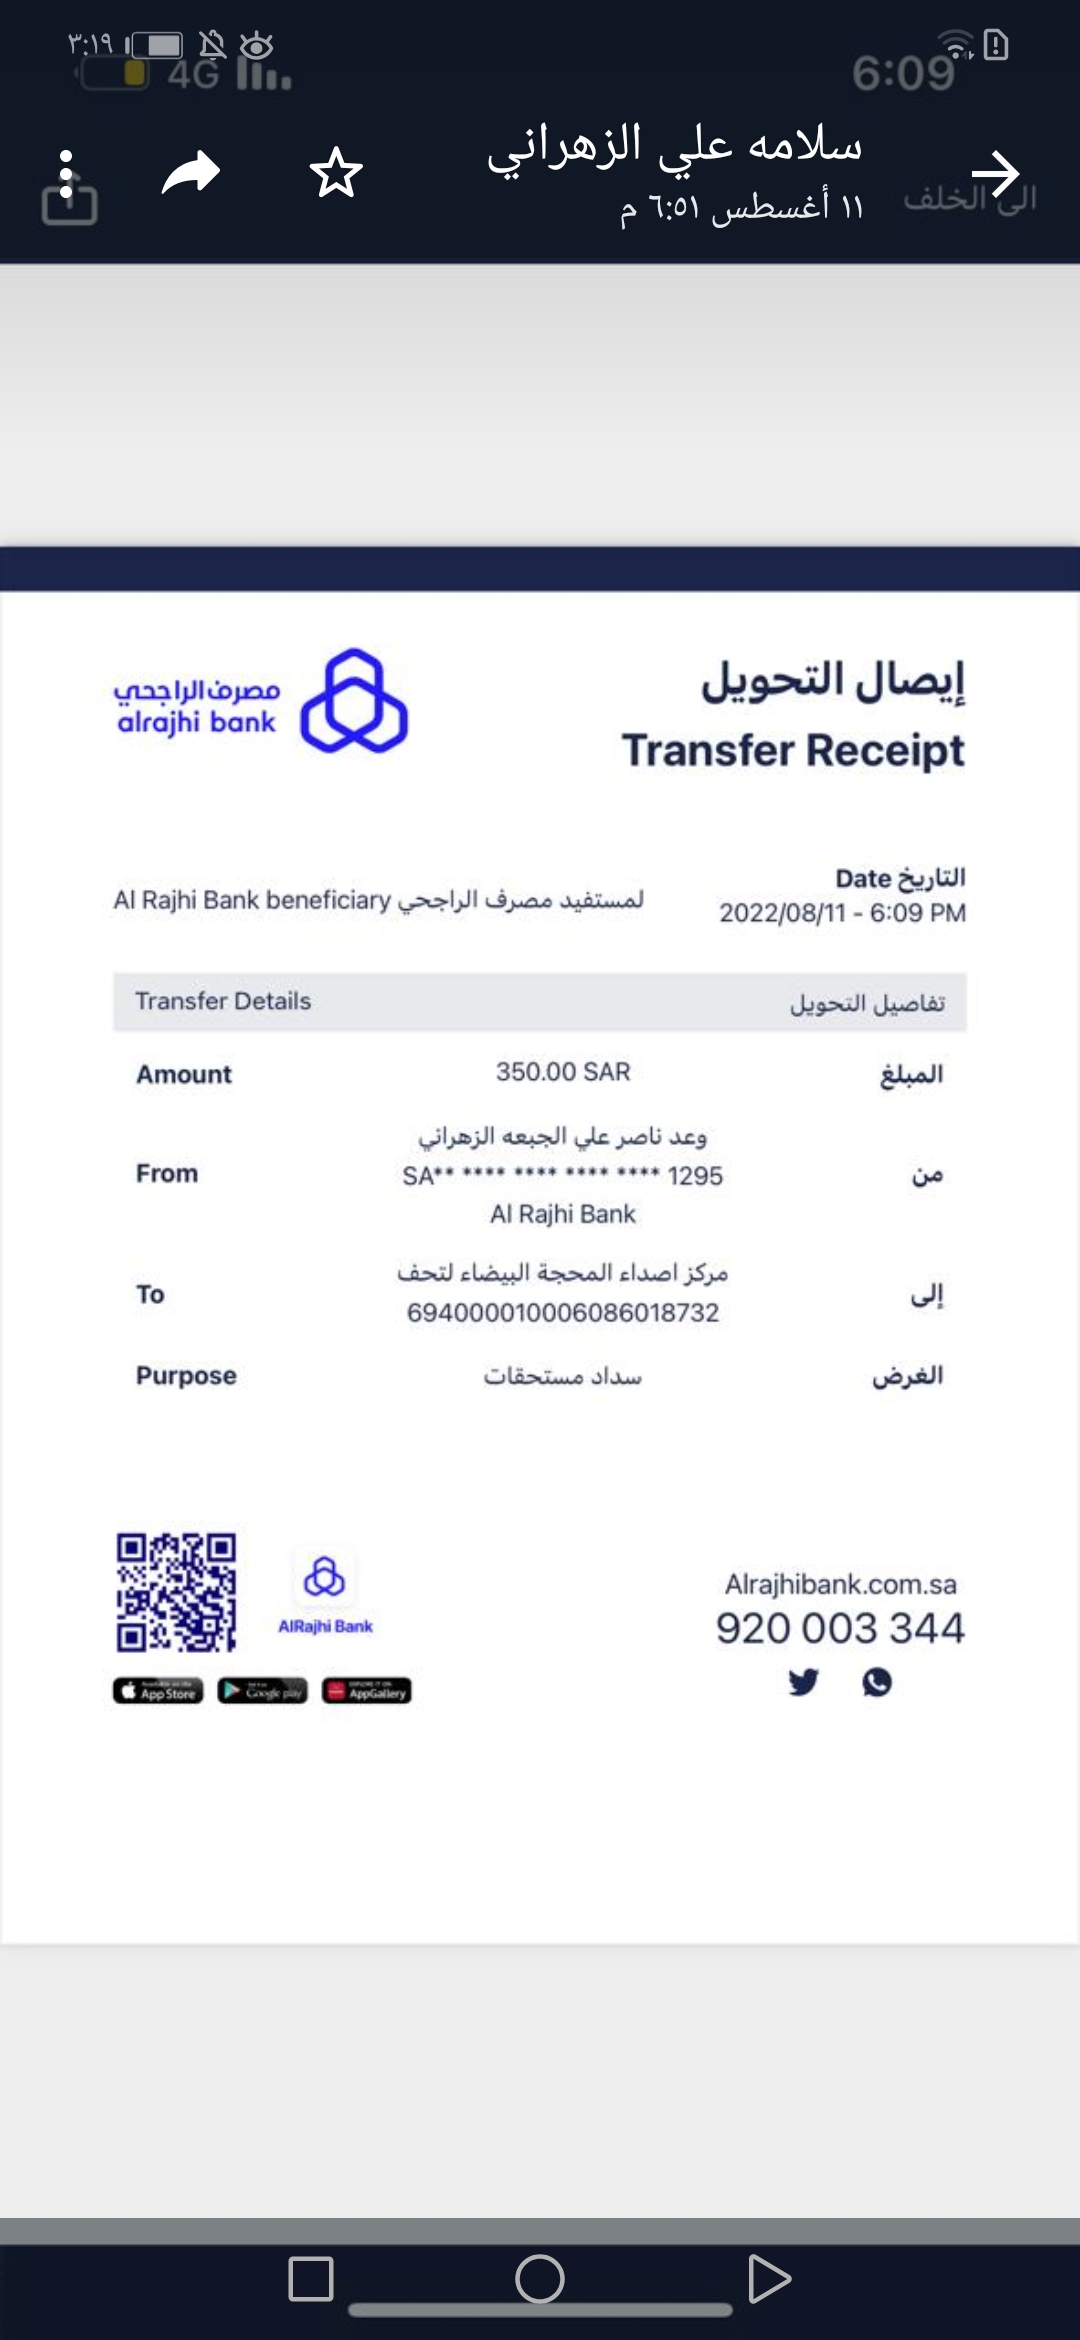 ٣:١٩
4G
6:09
سلامه علي الزهراني
١١ أغسطس ٦:٥١ م
الى الخلف
مصرف الراجحي
alrajhi bank
إيصال التحويل
Transfer Receipt
التاريخ Date
2022/08/11 - 6:09 PM
لمستفيد مصرف الراجحي Al Rajhi Bank beneficiary
Transfer Details تفاصيل التحويل
Amount 350.00 SAR المبلغ
وعد ناصر علي الجبعه الزهراني
From SA** **** **** **** **** 1295 من
Al Rajhi Bank
مركز اصداء المحجة البيضاء لتحف
To 694000010006086018732 إلى
Purpose سداد مستحقات الغرض
AlRajhi Bank
Alrajhibank.com.sa
920 003 344
App Store
Google play
AppGallery